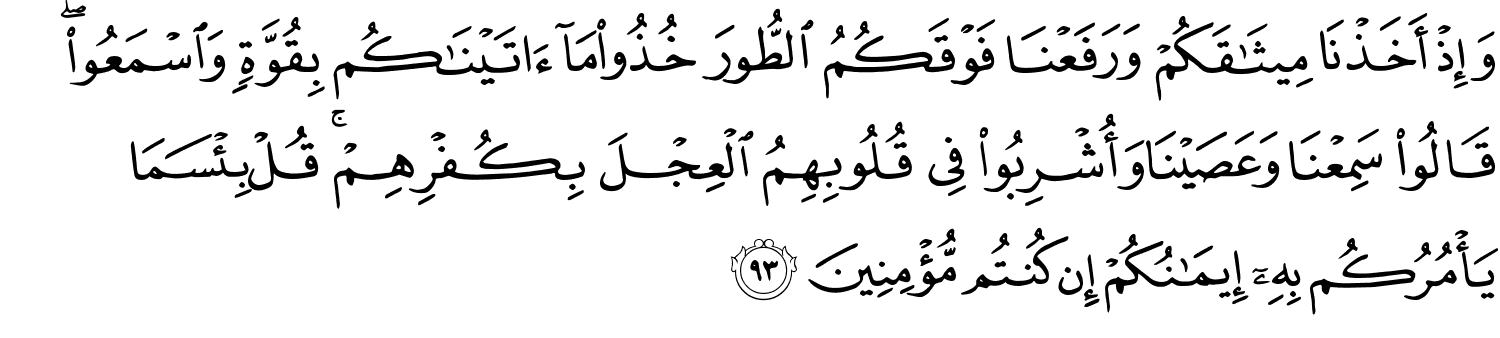 وَإِذْ أَخَذْنَا مِيثَٰقَكُمْ وَرَفَعْنَا فَوْقَكُمُ ٱلطُّورَ خُذُوا۟ مَآ ءَاتَيْنَٰكُم بِقُوَّةٍ وَٱسْمَعُوا۟ ۖ
قَالُوا۟ سَمِعْنَا وَعَصَيْنَا وَأُشْرِبُوا۟ فِى قُلُوبِهِمُ ٱلْعِجْلَ بِكُفْرِهِمْ ۚ قُلْ بِئْسَمَا
يَأْمُرُكُم بِهِۦٓ إِيمَٰنُكُمْ إِن كُنتُم مُّؤْمِنِينَ ٩٣